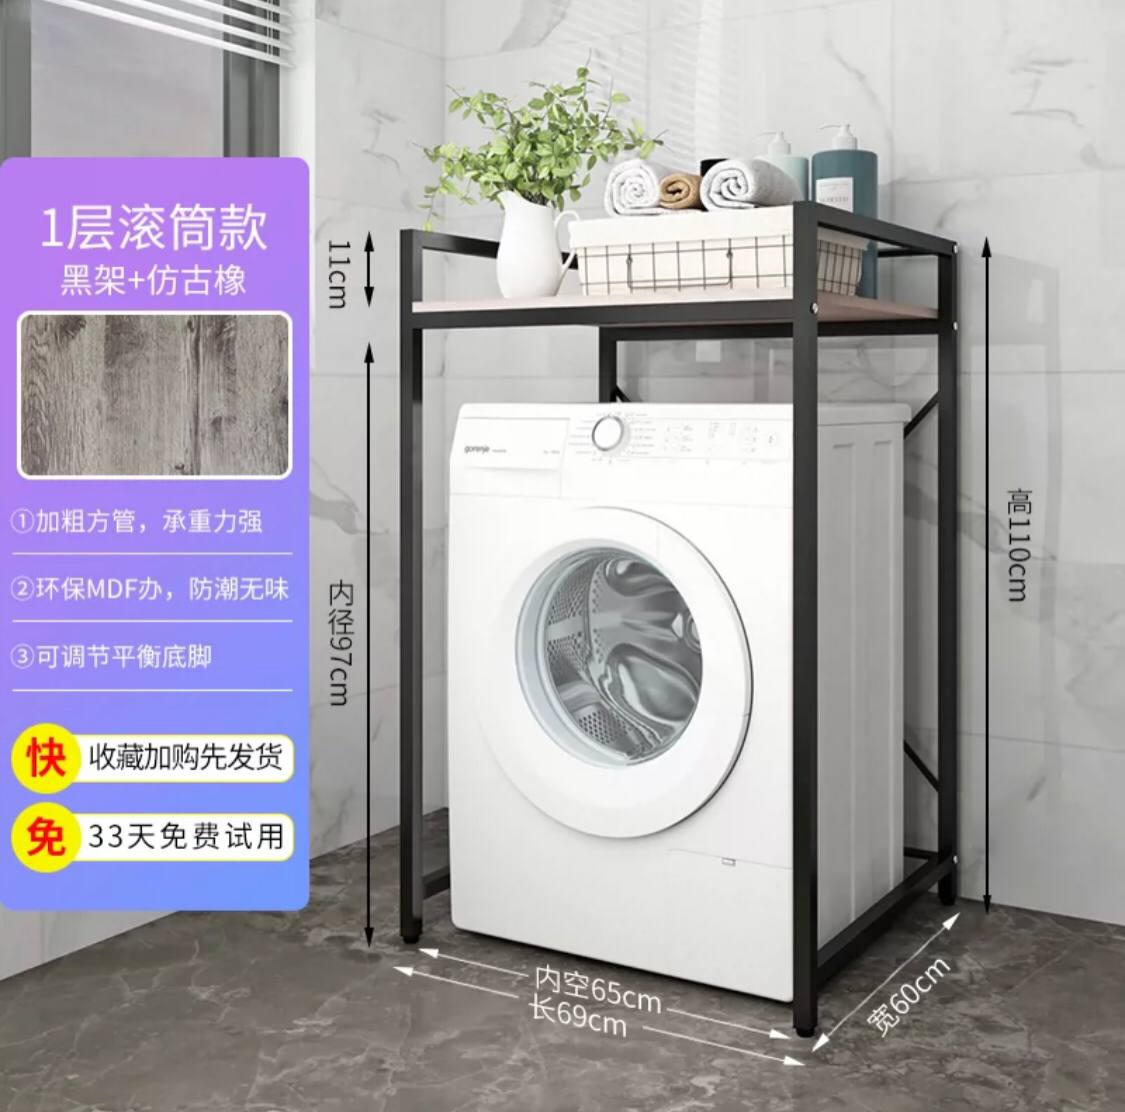 1层滚筒款
黑架+仿古橡
①加粗方管，承重力强
②环保MDF办，防潮无味
③可调节平衡底脚
快 收藏加购先发货
免 33天免费试用
11cm
内径97cm
高110cm
内空65cm
长69cm
宽60cm
gorenje